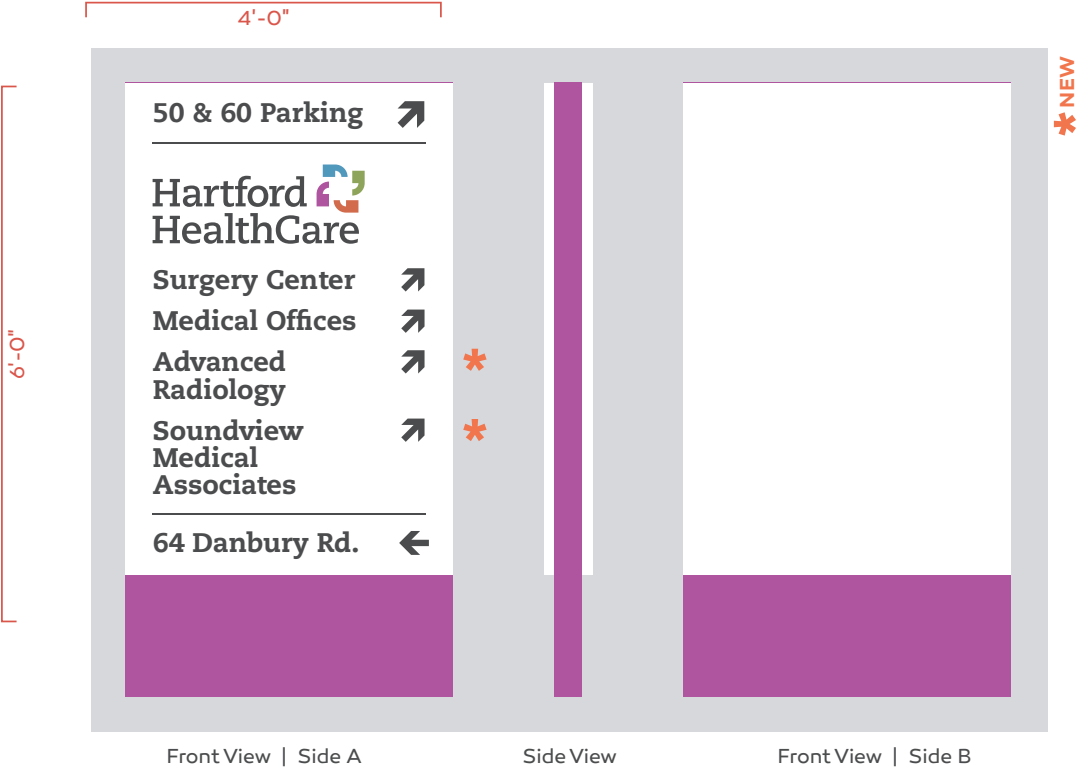 4'-0"
* NEW
50 & 60 Parking
Hartford
HealthCare
Surgery Center
Medical Offices
Advanced
Radiology
*
Soundview
Medical
Associates
*
64 Danbury Rd.
6'-0"
Front View | Side A
Side View
Front View | Side B